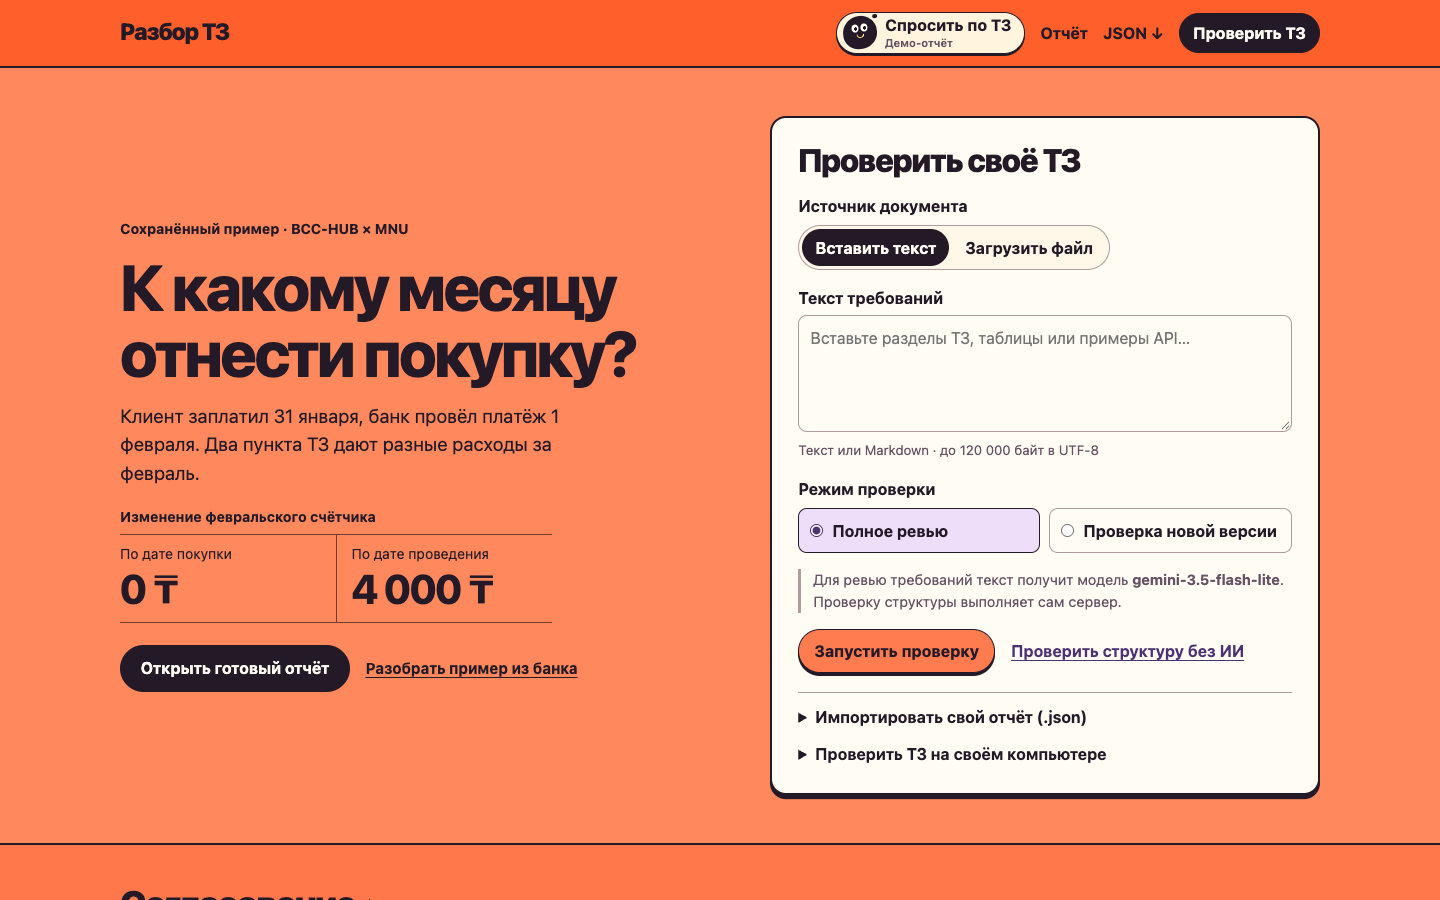 Разбор ТЗ
Спросить по ТЗ
Демо-отчёт
Отчёт
JSON ↓
Проверить ТЗ
Сохранённый пример · BCC-HUB × MNU
К какому месяцу
отнести покупку?
Клиент заплатил 31 января, банк провёл платёж 1
февраля. Два пункта ТЗ дают разные расходы за
февраль.
Изменение февральского счётчика
По дате покупки
0 ₸
По дате проведения
4 000 ₸
Открыть готовый отчёт
Разобрать пример из банка
Проверить своё ТЗ
Источник документа
Вставить текст
Загрузить файл
Текст требований
Вставьте разделы ТЗ, таблицы или примеры API...
Текст или Markdown · до 120 000 байт в UTF-8
Режим проверки
Полное ревью
Проверка новой версии
Для ревью требований текст получит модель gemini-3.5-flash-lite.
Проверку структуры выполняет сам сервер.
Запустить проверку
Проверить структуру без ИИ
Импортировать свой отчёт (.json)
Проверить ТЗ на своём компьютере